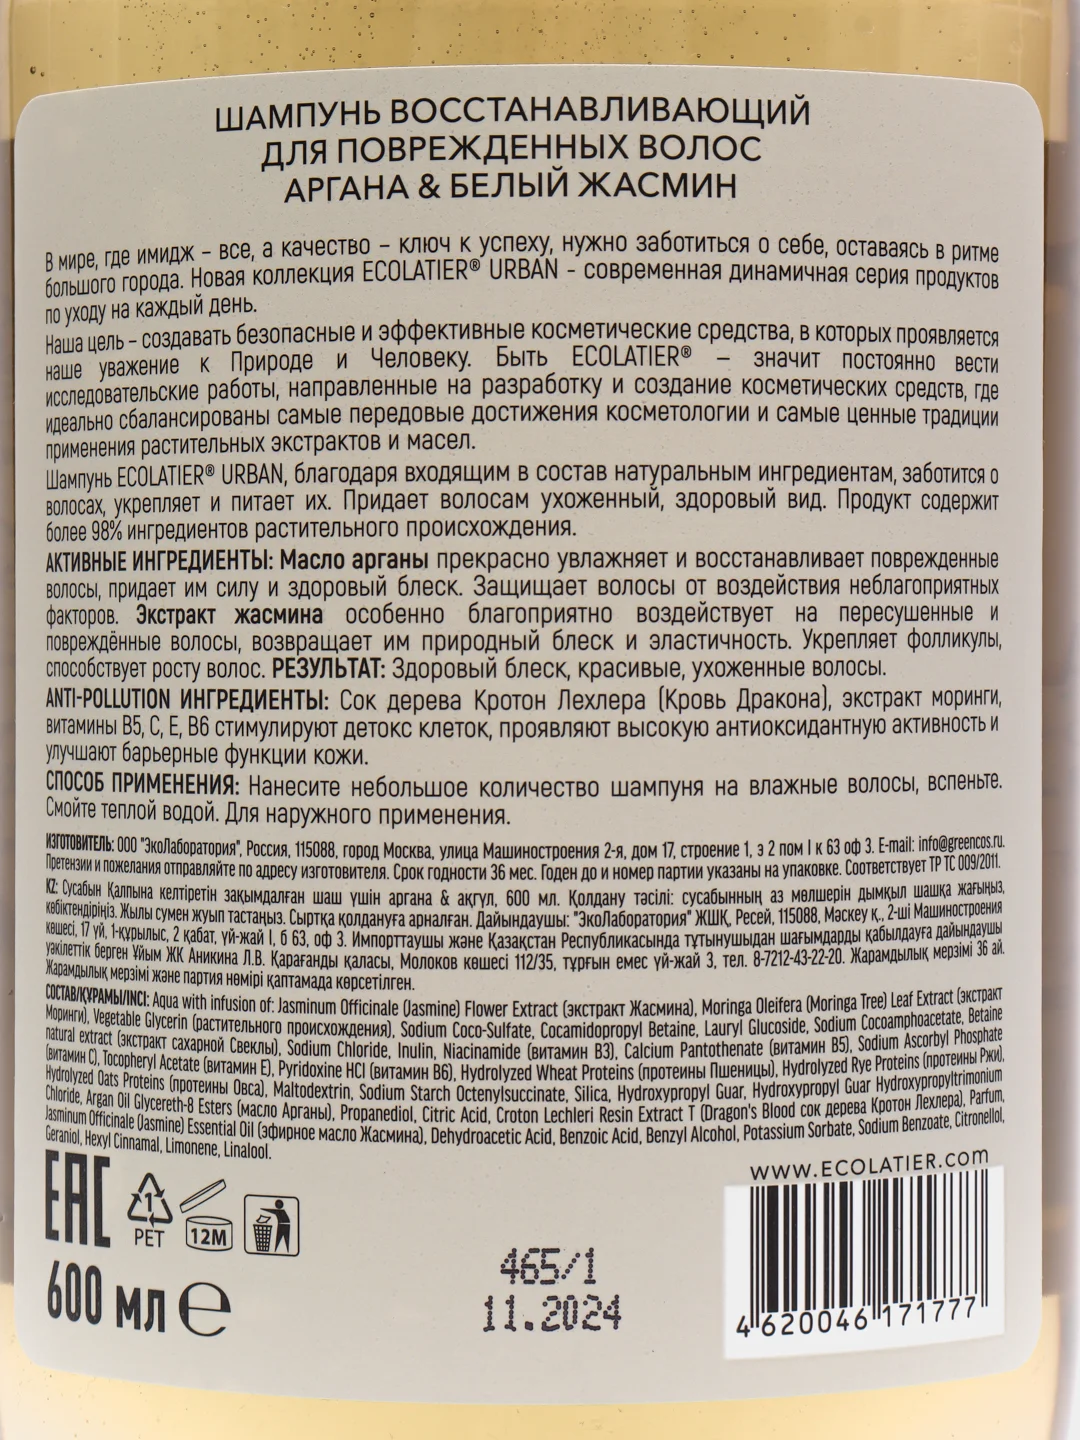 ШАМПУНЬ ВОССТАНАВЛИВАЮЩИЙ
ДЛЯ ПОВРЕЖДЕННЫХ ВОЛОС
АРГАНА & БЕЛЫЙ ЖАСМИН
В мире, где имидж – все, а качество – ключ к успеху, нужно заботиться о себе, оставаясь в ритме
большого города. Новая коллекция ECOLATIER® URBAN - современная динамичная серия продуктов
по уходу на каждый день.
Наша цель – создавать безопасные и эффективные косметические средства, в которых проявляется
наше уважение к Природе и Человеку. Быть ECOLATIER® – значит постоянно вести
исследовательские работы, направленные на разработку и создание косметических средств, где
идеально сбалансированы самые передовые достижения косметологии и самые ценные традиции
применения растительных экстрактов и масел.
Шампунь ECOLATIER® URBAN, благодаря входящим в состав натуральным ингредиентам, заботится о
волосах, укрепляет и питает их. Придает волосам ухоженный, здоровый вид. Продукт содержит
более 98% ингредиентов растительного происхождения.
АКТИВНЫЕ ИНГРЕДИЕНТЫ: Масло арганы прекрасно увлажняет и восстанавливает поврежденные
волосы, придает им силу и здоровый блеск. Защищает волосы от воздействия неблагоприятных
факторов. Экстракт жасмина особенно благоприятно воздействует на пересушенные и
повреждённые волосы, возвращает им природный блеск и эластичность. Укрепляет фолликулы,
способствует росту волос. РЕЗУЛЬТАТ: Здоровый блеск, красивые, ухоженные волосы.
ANTI-POLLUTION ИНГРЕДИЕНТЫ: Сок дерева Кротон Лехлера (Кровь Дракона), экстракт моринги,
витамины B5, C, E, B6 стимулируют детокс клеток, проявляют высокую антиоксидантную активность и
улучшают барьерные функции кожи.
СПОСОБ ПРИМЕНЕНИЯ: Нанесите небольшое количество шампуня на влажные волосы, вспеньте.
Смойте теплой водой. Для наружного применения.
ИЗГОТОВИТЕЛЬ: ООО "ЭкоЛаборатория", Россия, 115088, город Москва, улица Машиностроения 2-я, дом 17, строение 1, э 2 пом I к 63 оф 3. E-mail: info@greencos.ru.
Претензии и пожелания отправляйте по адресу изготовителя. Срок годности 36 мес. Годен до и номер партии указаны на упаковке. Соответствует ТР ТС 009/2011.
KZ: Сусабын Қалпына келтіретін зақымдалған шаш үшін аргана & ақгүл, 600 мл. Қолдану тәсілі: сусабынның аз мөлшерін дымқыл шашқа жағыңыз,
көбіктендіріңіз. Жылы сумен жуып тастаңыз. Сыртқа қолдануға арналған. Дайындаушы: "ЭкоЛаборатория" ЖШҚ, Ресей, 115088, Маскеу қ., 2-ші Машиностроения
көшесі, 17 үй, 1-құрылыс, 2 қабат, үй-жай I, б 63, оф 3. Импорттаушы және Қазақстан Республикасында тұтынушыдан шағымдарды қабылдауға дайындаушы
уәкілеттік берген Ұйым ЖК Аникина Л.В. Қарағанды қаласы, Молоков көшесі 112/35, тұрғын емес үй-жай 3, тел. 8-7212-43-22-20. Жарамдылық мерзімі 36 ай.
Жарамдылық мерзімі және партия нөмірі қаптамада көрсетілген.
СОСТАВ/ҚҰРАМЫ/INCI: Aqua with infusion of: Jasminum Officinale (Jasmine) Flower Extract (экстракт Жасмина), Moringa Oleifera (Moringa Tree) Leaf Extract (экстракт
Моринги), Vegetable Glycerin (растительного происхождения), Sodium Coco-Sulfate, Cocamidopropyl Betaine, Lauryl Glucoside, Sodium Cocoamphoacetate, Betaine
natural extract (экстракт сахарной Свеклы), Sodium Chloride, Inulin, Niacinamide (витамин B3), Calcium Pantothenate (витамин B5), Sodium Ascorbyl Phosphate
(витамин C), Tocopheryl Acetate (витамин E), Pyridoxine HCl (витамин B6), Hydrolyzed Wheat Proteins (протеины Пшеницы), Hydrolyzed Rye Proteins (протеины Ржи),
Hydrolyzed Oats Proteins (протеины Овса), Maltodextrin, Sodium Starch Octenylsuccinate, Silica, Hydroxypropyl Guar, Hydroxypropyl Guar Hydroxypropyltrimonium
Chloride, Argan Oil Glycereth-8 Esters (масло Арганы), Propanediol, Citric Acid, Croton Lechleri Resin Extract T (Dragon's Blood сок дерева Кротон Лехлера), Parfum,
Jasminum Officinale (Jasmine) Essential Oil (эфирное масло Жасмина), Dehydroacetic Acid, Benzoic Acid, Benzyl Alcohol, Potassium Sorbate, Sodium Benzoate, Citronellol,
Geraniol, Hexyl Cinnamal, Limonene, Linalool.
EAC
1
PET
12M
600 мл e
465/1
11.2024
WWW.ECOLATIER.com
4 620046 171777